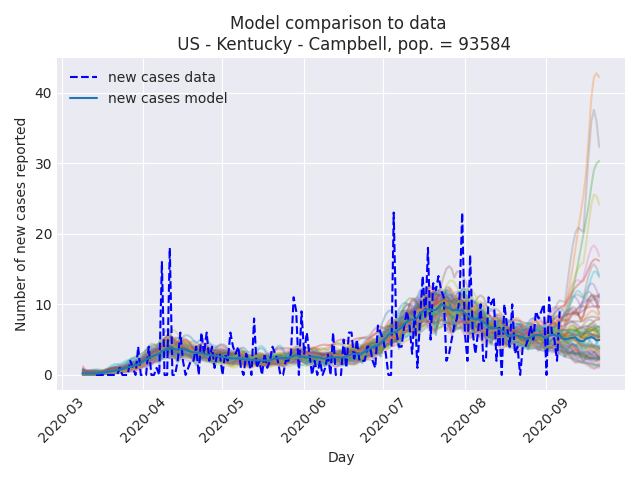 Model comparison to data
US - Kentucky - Campbell, pop. = 93584
new cases data
new cases model
Number of new cases reported
40
30
20
10
0
2020-03
2020-04
2020-05
2020-06
2020-07
2020-08
2020-09
Day